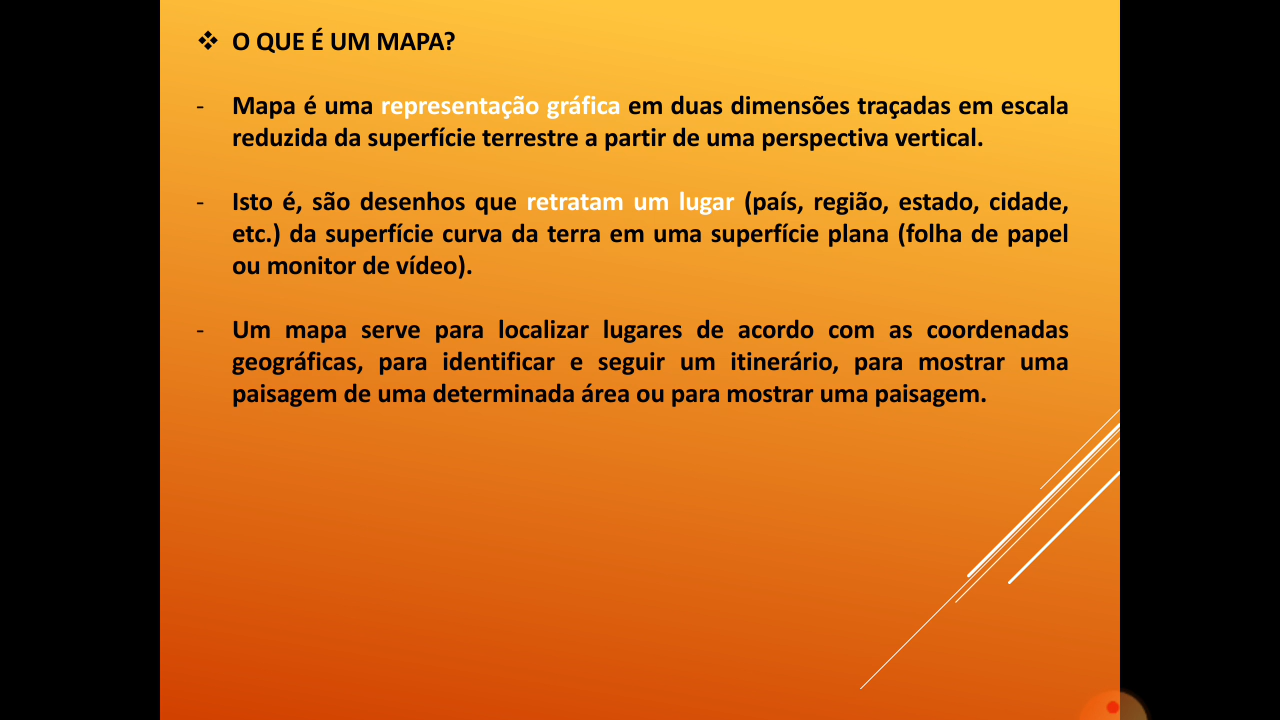 ❖ O QUE É UM MAPA?
- Mapa é uma representação gráfica em duas dimensões traçadas em escala
reduzida da superfície terrestre a partir de uma perspectiva vertical.
- Isto é, são desenhos que retratam um lugar (país, região, estado, cidade,
etc.) da superfície curva da terra em uma superfície plana (folha de papel
ou monitor de vídeo).
- Um mapa serve para localizar lugares de acordo com as coordenadas
geográficas, para identificar e seguir um itinerário, para mostrar uma
paisagem de uma determinada área ou para mostrar uma paisagem.